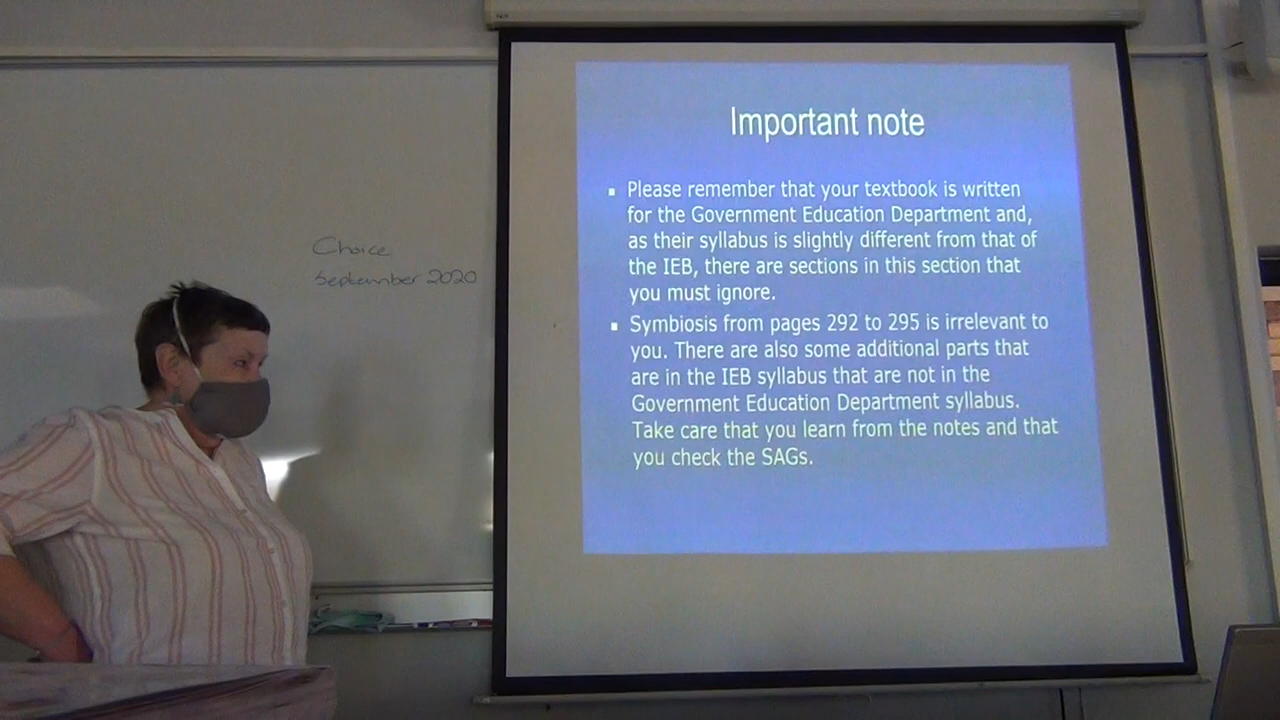 Choice
September 2020
Important note
▪ Please remember that your textbook is written
for the Government Education Department and,
as their syllabus is slightly different from that of
the IEB, there are sections in this section that
you must ignore.
▪ Symbiosis from pages 292 to 295 is irrelevant to
you. There are also some additional parts that
are in the IEB syllabus that are not in the
Government Education Department syllabus.
Take care that you learn from the notes and that
you check the SAGs.